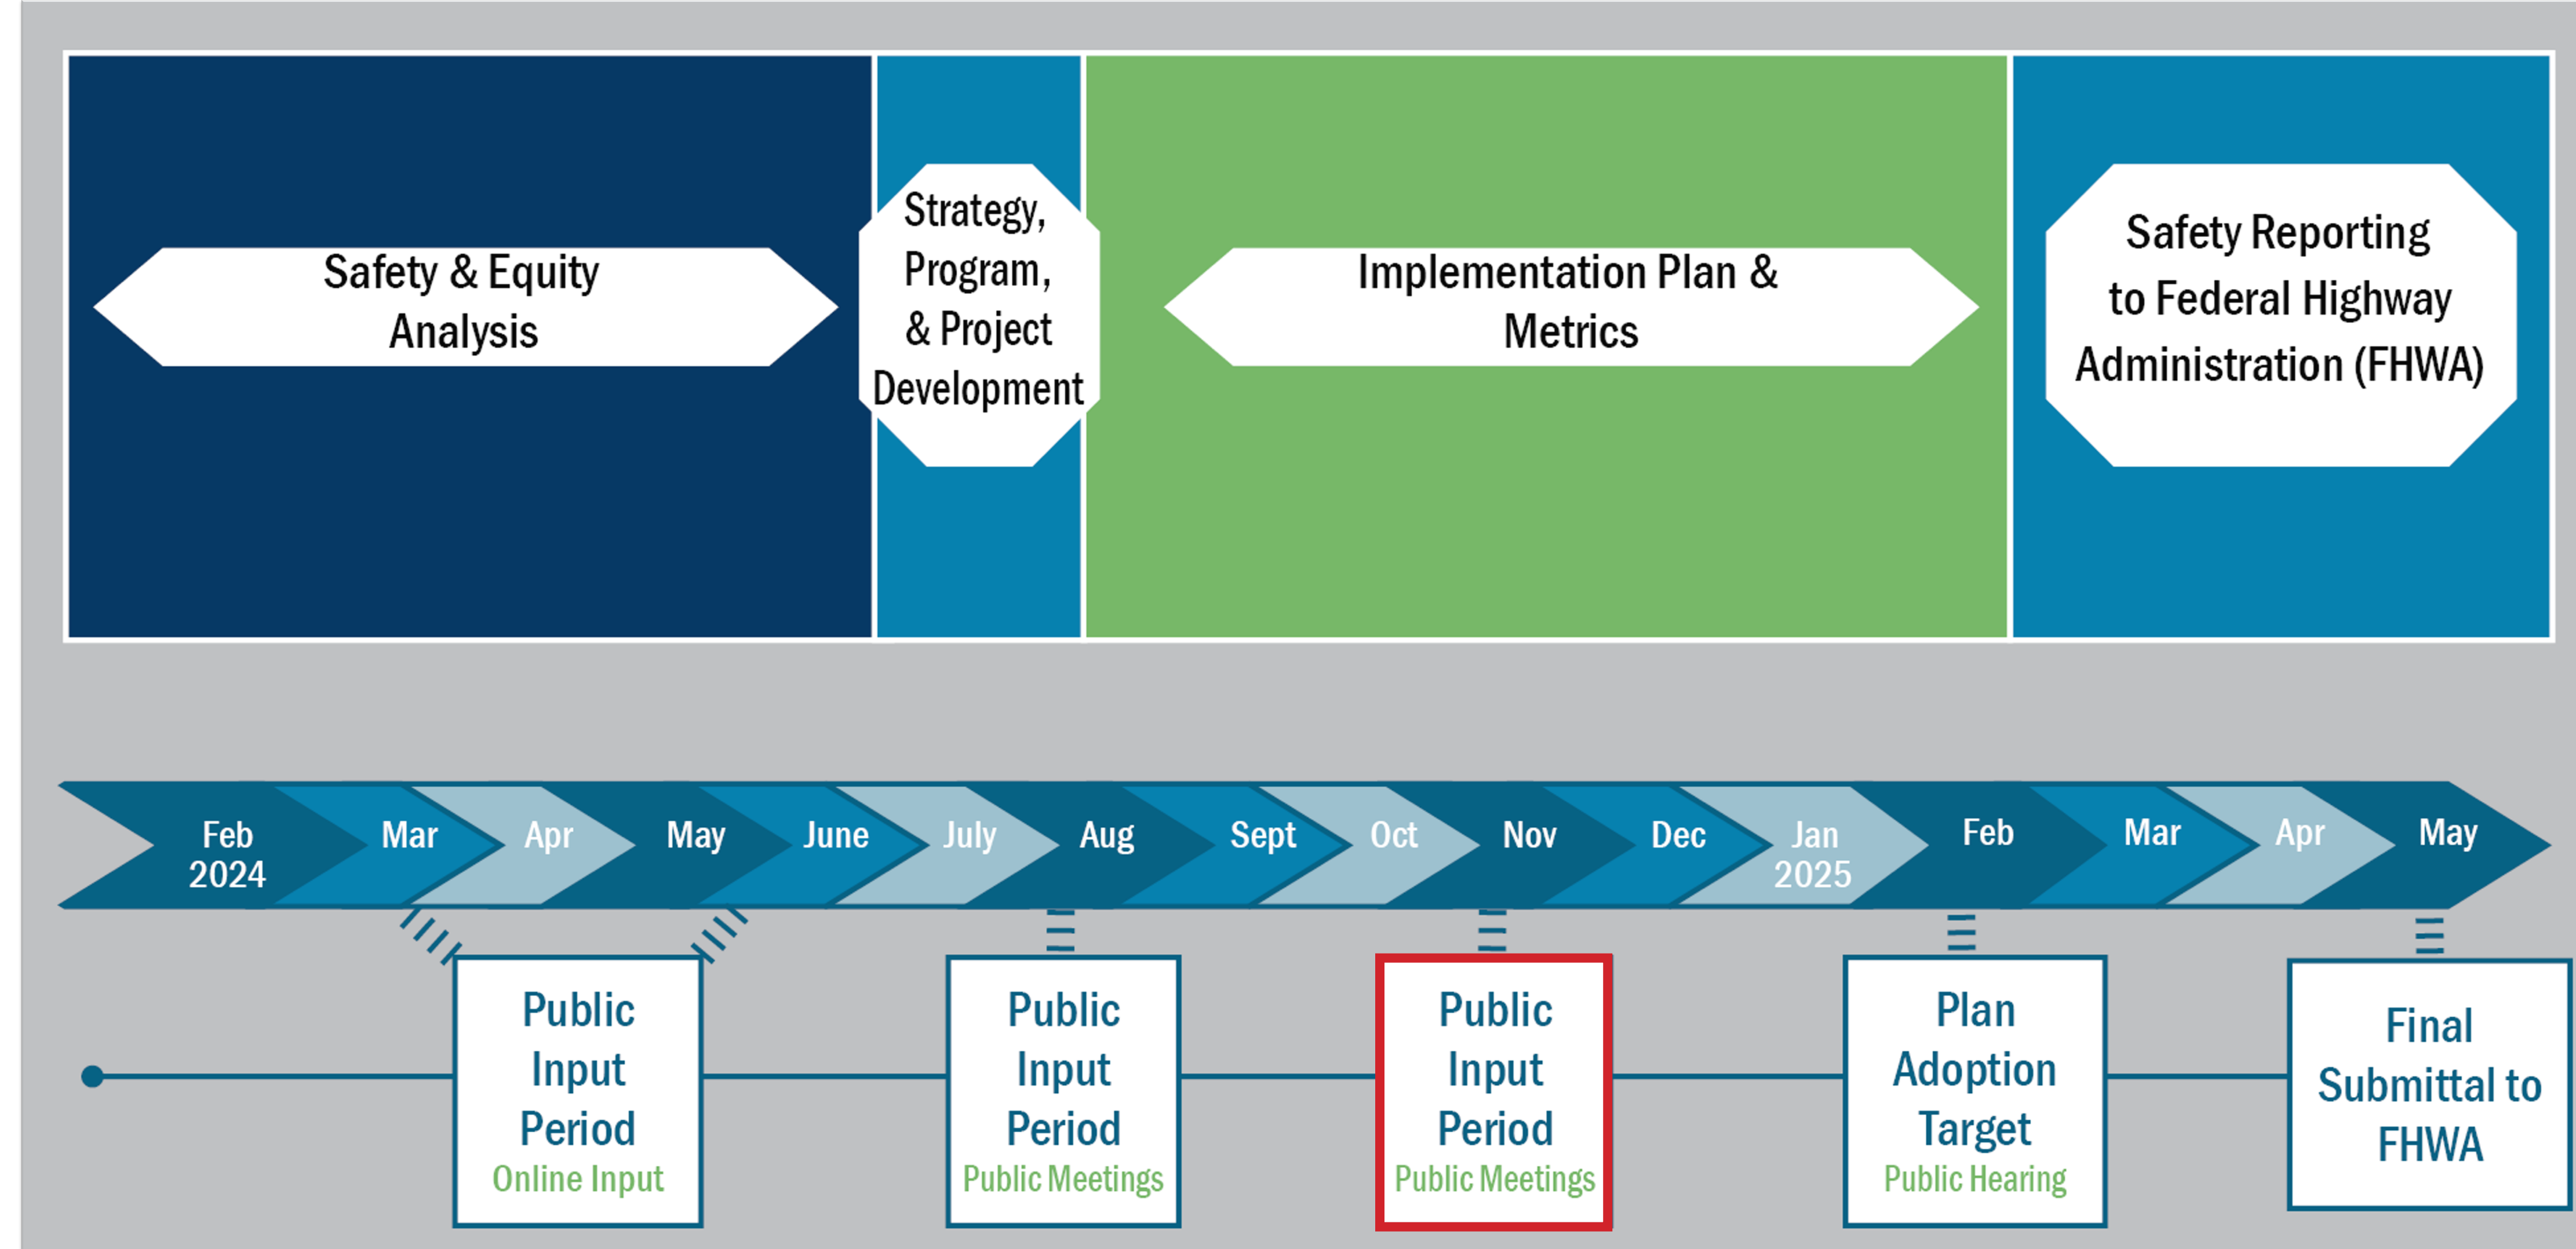 Safety & Equity
Analysis
Strategy,
Program,
& Project
Development
Implementation Plan &
Metrics
Safety Reporting
to Federal Highway
Administration (FHWA)
Feb
2024
Mar
Apr
May
June
July
Aug
Sept
Oct
Nov
Dec
Jan
2025
Feb
Mar
Apr
May
Public
Input
Period
Online Input
Public
Input
Period
Public Meetings
Public
Input
Period
Public Meetings
Plan
Adoption
Target
Public Hearing
Final
Submittal to
FHWA